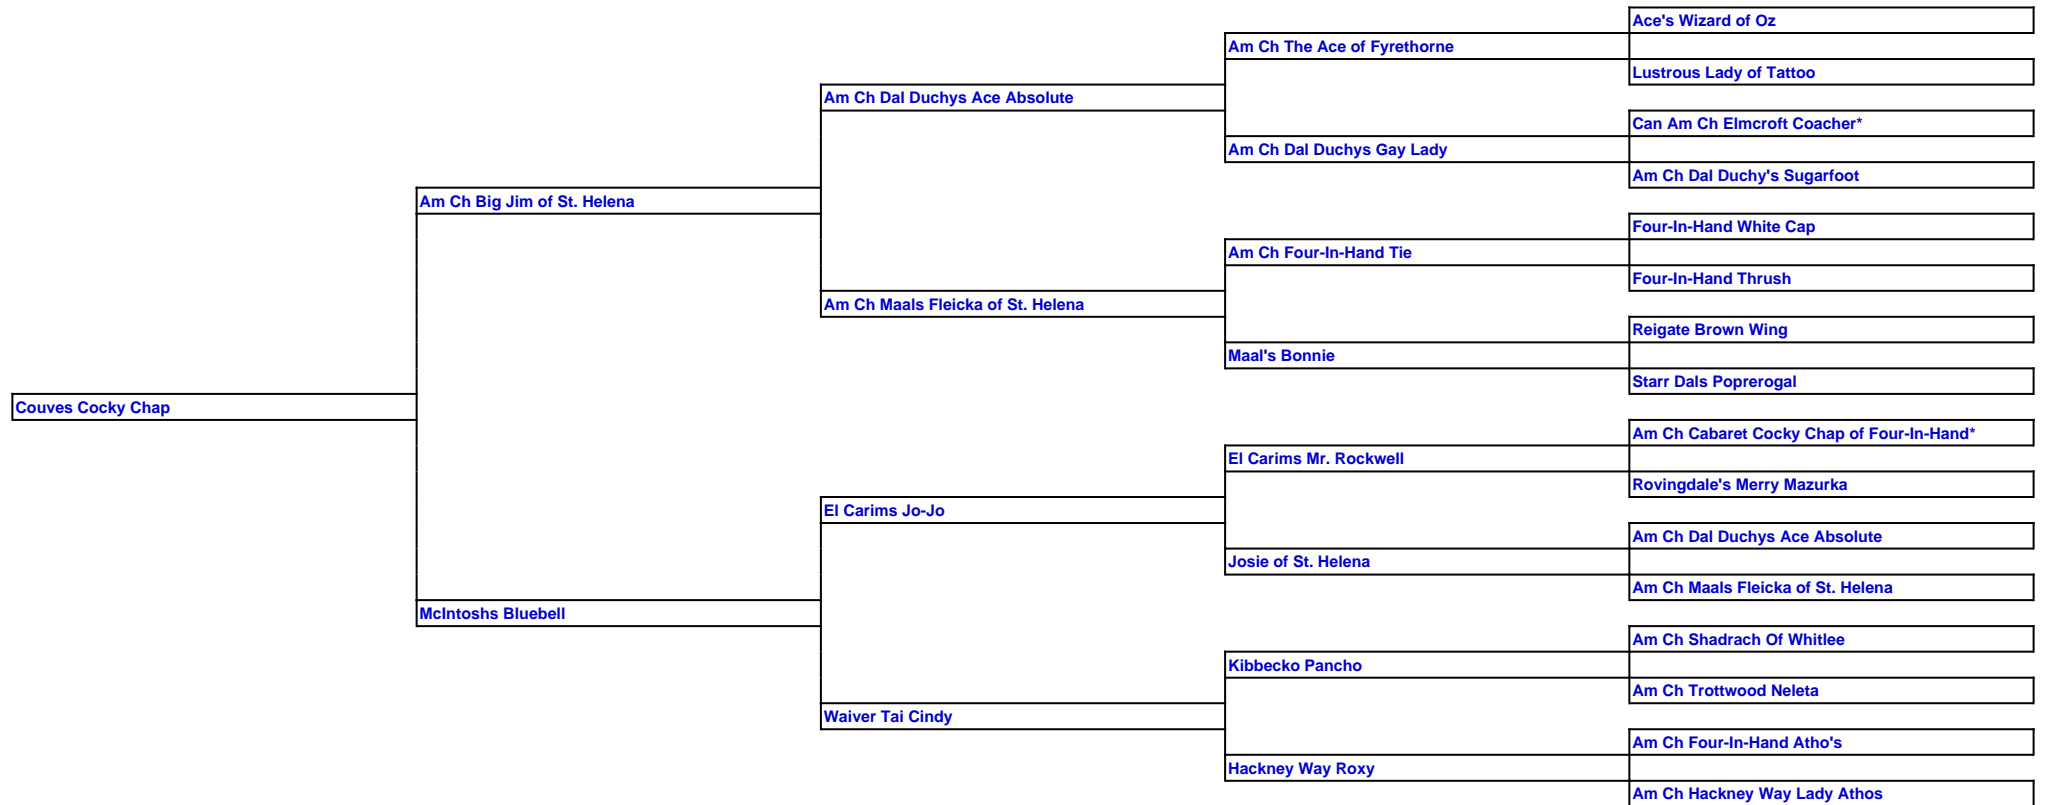 Ace's Wizard of Oz
Am Ch The Ace of Fyrethorne
Lustrous Lady of Tattoo
Am Ch Dal Duchys Ace Absolute
Can Am Ch Elmcroft Coacher*
Am Ch Dal Duchys Gay Lady
Am Ch Dal Duchy's Sugarfoot
Am Ch Big Jim of St. Helena
Four-In-Hand White Cap
Am Ch Four-In-Hand Tie
Four-In-Hand Thrush
Am Ch Maals Fleicka of St. Helena
Reigate Brown Wing
Maal's Bonnie
Starr Dals Poprerogal
Couves Cocky Chap
Am Ch Cabaret Cocky Chap of Four-In-Hand*
El Carims Mr. Rockwell
Rovingdale's Merry Mazurka
El Carims Jo-Jo
Am Ch Dal Duchys Ace Absolute
Josie of St. Helena
Am Ch Maals Fleicka of St. Helena
McIntoshs Bluebell
Am Ch Shadrach Of Whitlee
Kibbecko Pancho
Am Ch Trottwood Neleta
Waiver Tai Cindy
Am Ch Four-In-Hand Atho's
Hackney Way Roxy
Am Ch Hackney Way Lady Athos